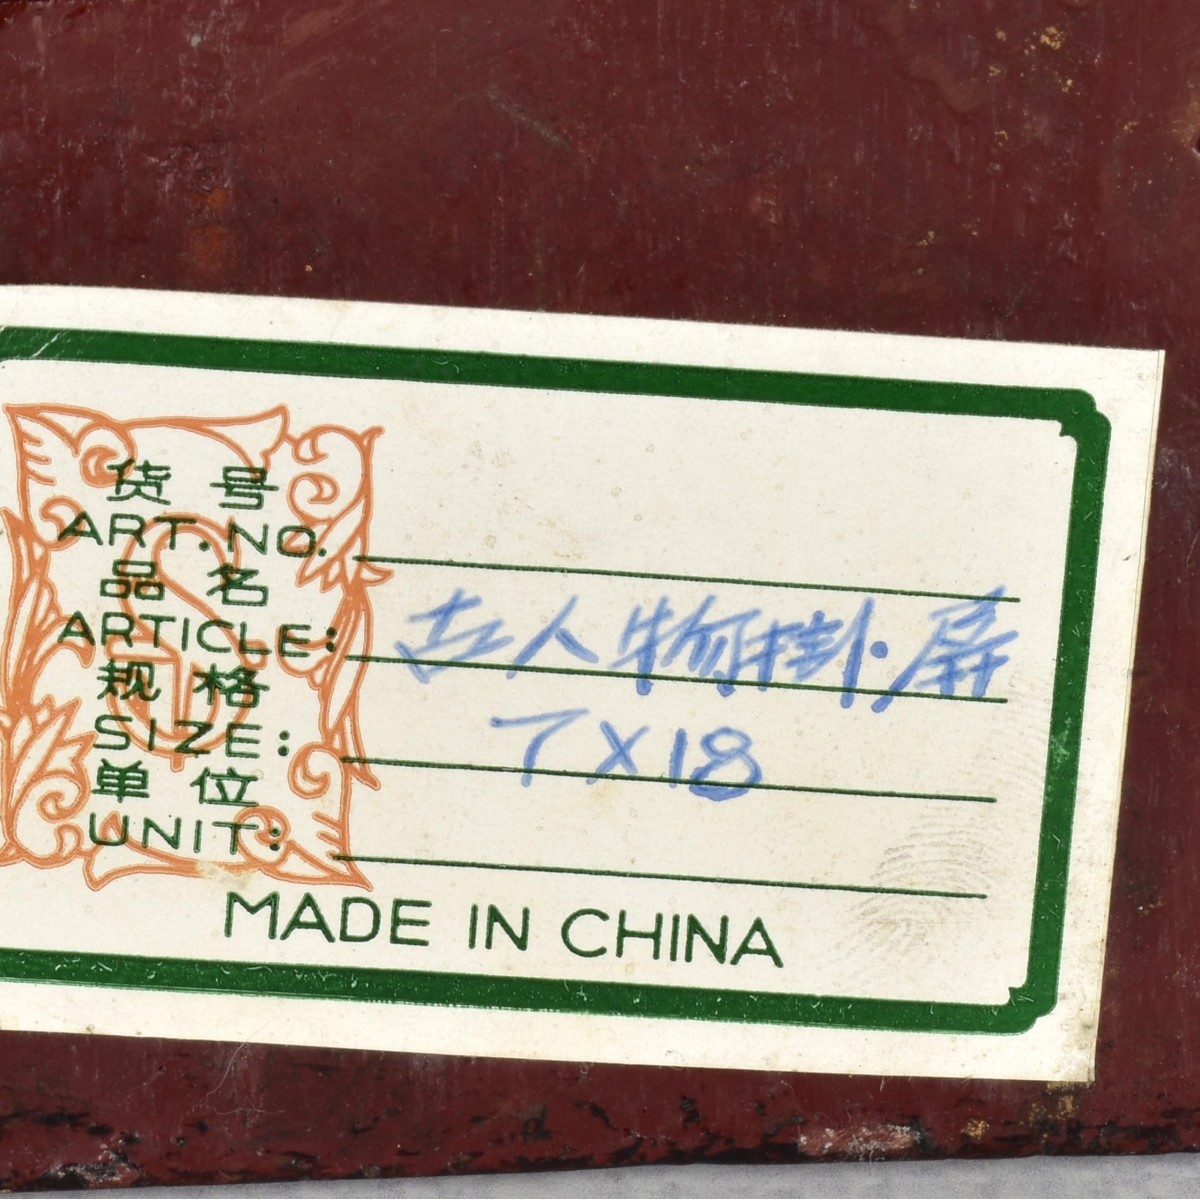 货号
ART.NO.
品名
ARTICLE: 古人物掛.屏
规格
SIZE: 7X18
单位
UNIT:
MADE IN CHINA